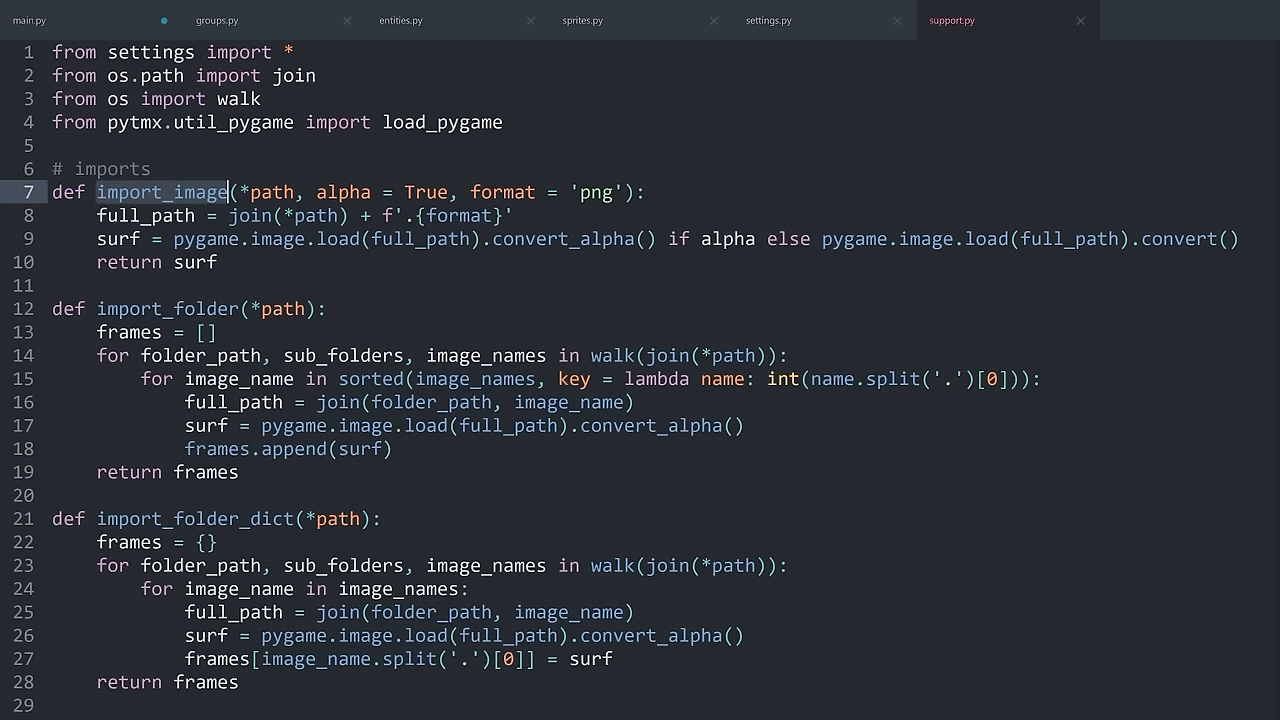 main.py groups.py entities.py sprites.py settings.py support.py
1 from settings import *
2 from os.path import join
3 from os import walk
4 from pytmx.util_pygame import load_pygame
5
6 # imports
7 def import_image(*path, alpha = True, format = 'png'):
8     full_path = join(*path) + f'.{format}'
9     surf = pygame.image.load(full_path).convert_alpha() if alpha else pygame.image.load(full_path).convert()
10     return surf
11
12 def import_folder(*path):
13     frames = []
14     for folder_path, sub_folders, image_names in walk(join(*path)):
15         for image_name in sorted(image_names, key = lambda name: int(name.split('.')[0])):
16             full_path = join(folder_path, image_name)
17             surf = pygame.image.load(full_path).convert_alpha()
18             frames.append(surf)
19     return frames
20
21 def import_folder_dict(*path):
22     frames = {}
23     for folder_path, sub_folders, image_names in walk(join(*path)):
24         for image_name in image_names:
25             full_path = join(folder_path, image_name)
26             surf = pygame.image.load(full_path).convert_alpha()
27             frames[image_name.split('.')[0]] = surf
28     return frames
29